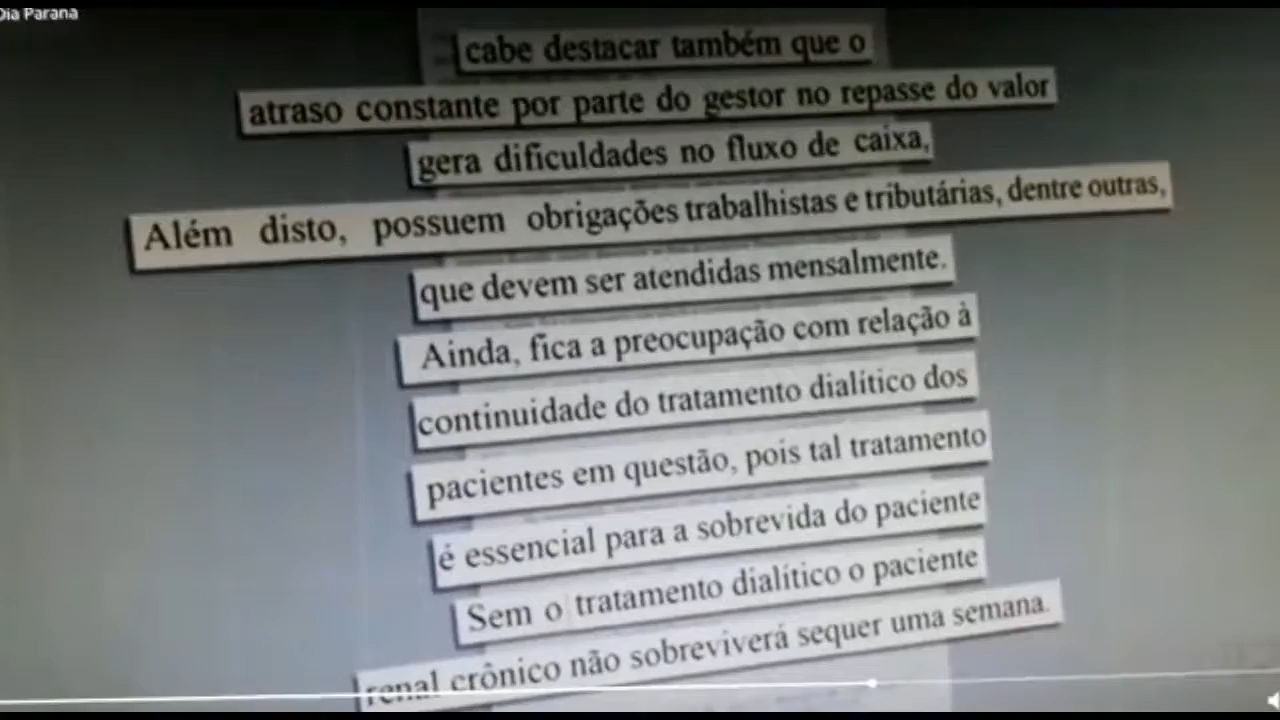 Dia Paraná
cabe destacar também que o
atraso constante por parte do gestor no repasse do valor
gera dificuldades no fluxo de caixa,
Além disto, possuem obrigações trabalhistas e tributárias, dentre outras,
que devem ser atendidas mensalmente.
Ainda, fica a preocupação com relação à
continuidade do tratamento dialítico dos
pacientes em questão, pois tal tratamento
é essencial para a sobrevida do paciente
Sem o tratamento dialítico o paciente
renal crônico não sobreviverá sequer uma semana.